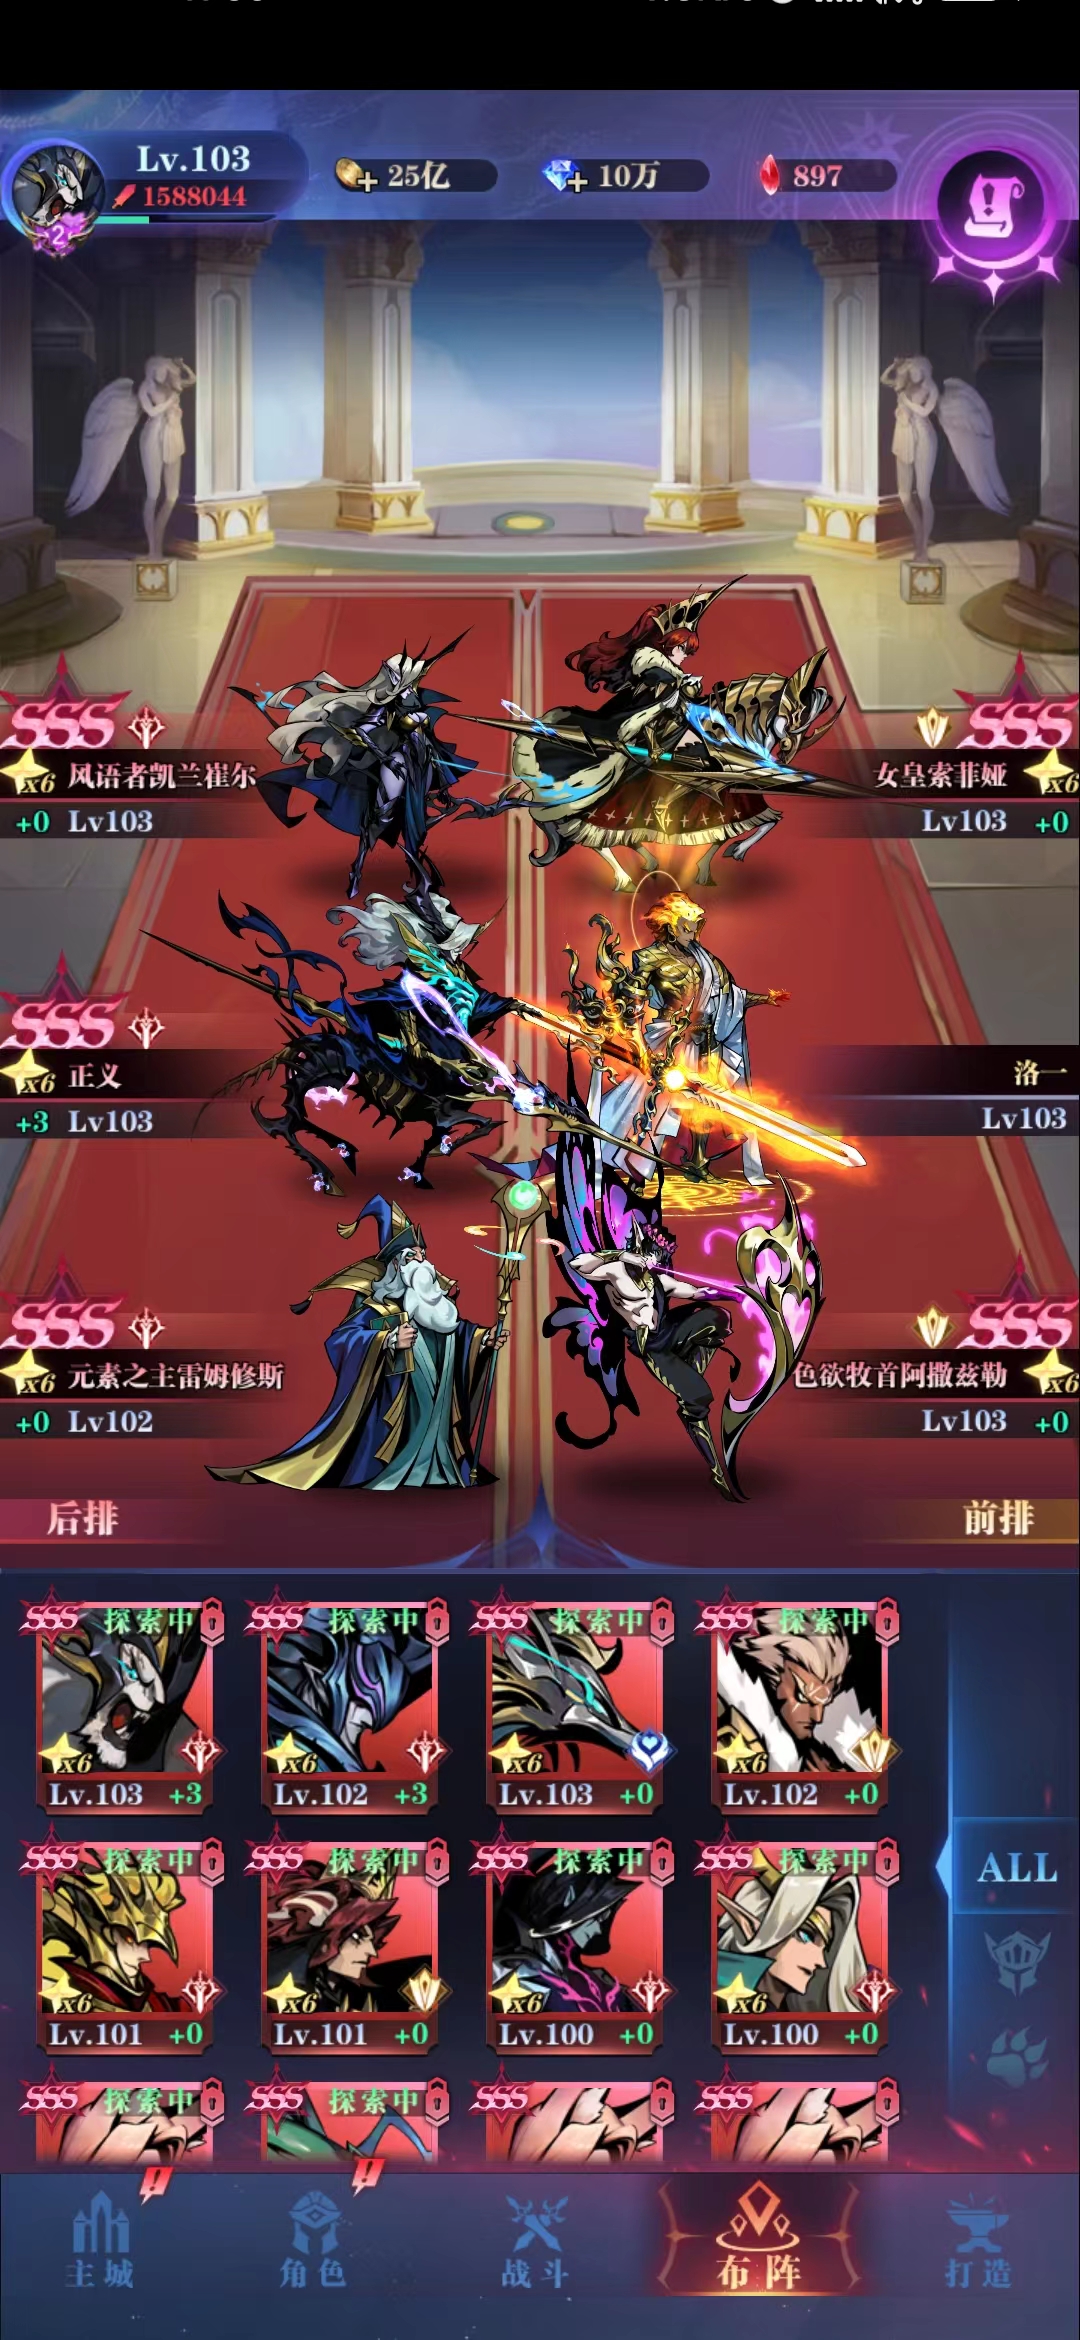 Lv.103
1588044
25亿
10万
897
2
SSS
SSS
x6 风语者凯兰崔尔
女皇索菲娅 x6
+0 Lv103
Lv103 +0
SSS
x6 正义
洛一
+3 Lv103
Lv103
SSS
SSS
x6 元素之主雷姆修斯
色欲牧首阿撒兹勒 x6
+0 Lv102
Lv103 +0
后排
前排
SSS 探索中
SSS 探索中
SSS 探索中
SSS 探索中
x6
x6
x6
x6
Lv.103 +3
Lv.102 +3
Lv.103 +0
Lv.102 +0
SSS 探索中
SSS 探索中
SSS 探索中
SSS 探索中
ALL
x6
x6
x6
x6
Lv.101 +0
Lv.101 +0
Lv.100 +0
Lv.100 +0
SSS 探索中
SSS 探索中
SSS
SSS
主城
角色
战斗
布阵
打造